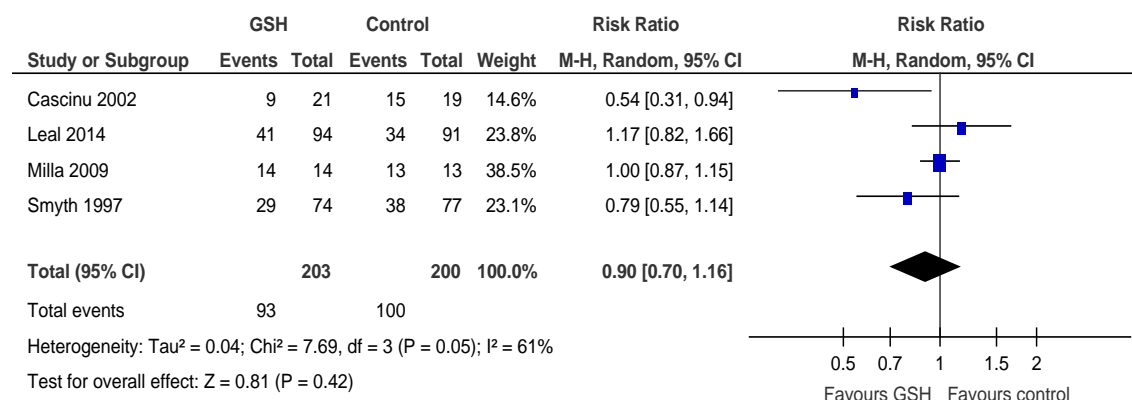 GSH Control Risk Ratio Risk Ratio
Study or Subgroup Events Total Events Total Weight M-H, Random, 95% CI M-H, Random, 95% CI
Cascinu 2002 9 21 15 19 14.6% 0.54 [0.31, 0.94]
Leal 2014 41 94 34 91 23.8% 1.17 [0.82, 1.66]
Milla 2009 14 14 13 13 38.5% 1.00 [0.87, 1.15]
Smyth 1997 29 74 38 77 23.1% 0.79 [0.55, 1.14]
Total (95% CI) 203 200 100.0% 0.90 [0.70, 1.16]
Total events 93 100
Heterogeneity: Tau² = 0.04; Chi² = 7.69, df = 3 (P = 0.05); I² = 61%
Test for overall effect: Z = 0.81 (P = 0.42)
0.5 0.7 1 1.5 2
Favours GSH Favours control